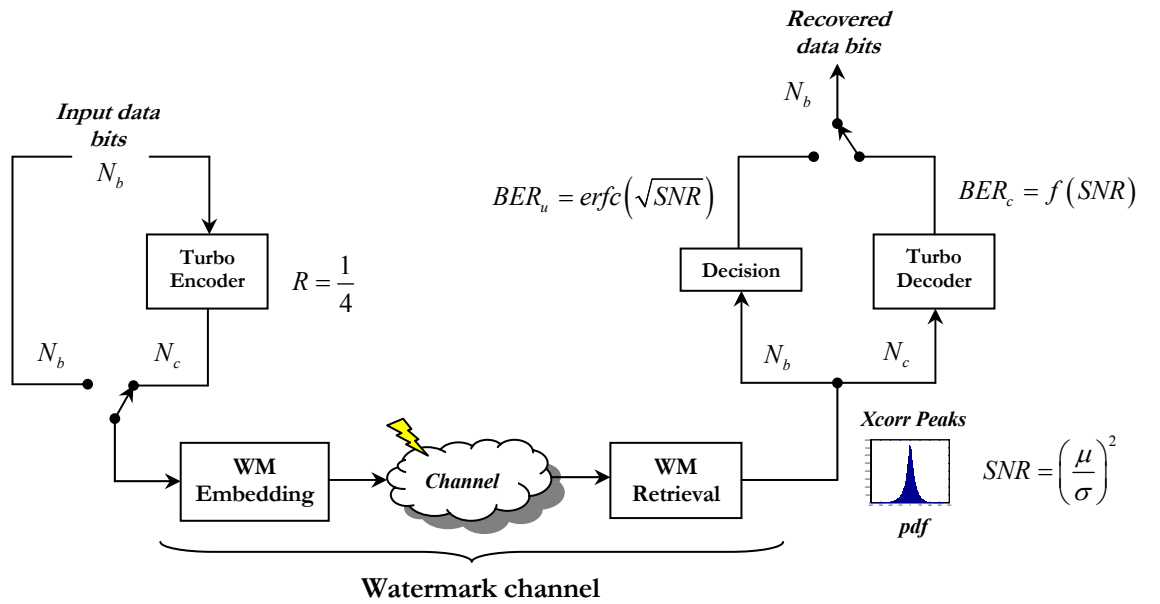 Recovered
data bits
N_b
Input data
bits
N_b
BER_u = erfc(√SNR)
BER_c = f(SNR)
Turbo
Encoder
R = 1/4
Decision
Turbo
Decoder
N_b
N_c
N_b
N_c
Xcorr Peaks
WM
Embedding
Channel
WM
Retrieval
SNR = (μ/σ)²
pdf
Watermark channel